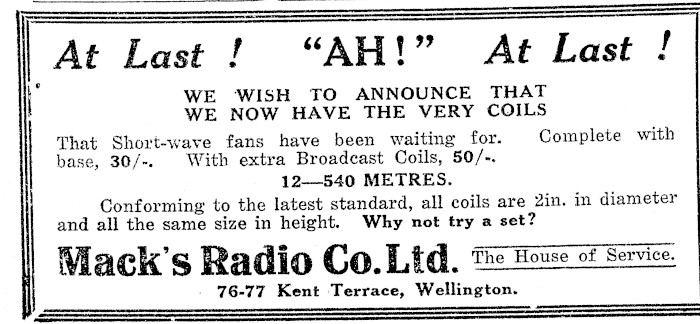 At Last ! "AH!" At Last !
WE WISH TO ANNOUNCE THAT
WE NOW HAVE THE VERY COILS
That Short-wave fans have been waiting for. Complete with
base, 30/-. With extra Broadcast Coils, 50/-.
12—540 METRES.
Conforming to the latest standard, all coils are 2in. in diameter
and all the same size in height. Why not try a set?
Mack's Radio Co. Ltd. The House of Service.
76-77 Kent Terrace, Wellington.